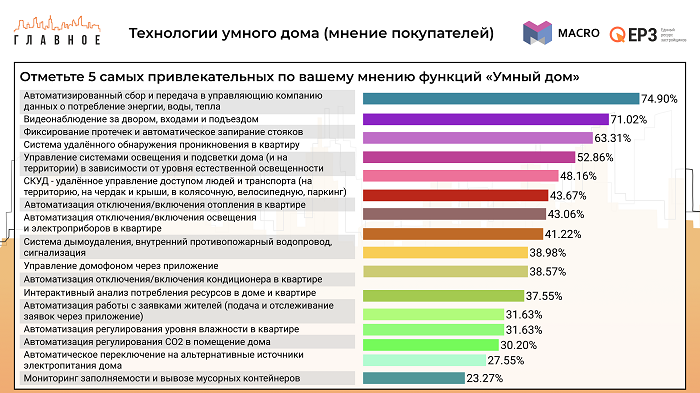 ГЛАВНОЕ
Технологии умного дома (мнение покупателей)
MACRO
ЕРЗ
Единый
ресурс
застройщиков
Отметьте 5 самых привлекательных по вашему мнению функций «Умный дом»
Автоматизированный сбор и передача в управляющую компанию
данных о потребление энергии, воды, тепла
74.90%
Видеонаблюдение за двором, входами и подъездом
71.02%
Фиксирование протечек и автоматическое запирание стояков
63.31%
Система удалённого обнаружения проникновения в квартиру
Управление системами освещения и подсветки дома (и на
территории) в зависимости от уровня естественной освещенности
52.86%
48.16%
СКУД - удалённое управление доступом людей и транспорта (на
территорию, на чердак и крыши, в колясочную, велосипедную, паркинг)
43.67%
Автоматизация отключения/включения отопления в квартире
43.06%
Автоматизация отключения/включения освещения
и электроприборов в квартире
41.22%
Система дымоудаления, внутренний противопожарный водопровод,
сигнализация
38.98%
Управление домофоном через приложение
38.57%
Автоматизация отключения/включения кондиционера в квартире
Интерактивный анализ потребления ресурсов в доме и квартире
37.55%
Автоматизация работы с заявками жителей (подача и отслеживание
заявок через приложение)
31.63%
Автоматизация регулирования уровня влажности в квартире
31.63%
Автоматизация регулирования СО2 в помещение дома
30.20%
Автоматическое переключение на альтернативные источники
электропитания дома
27.55%
Мониторинг заполняемости и вывозе мусорных контейнеров
23.27%